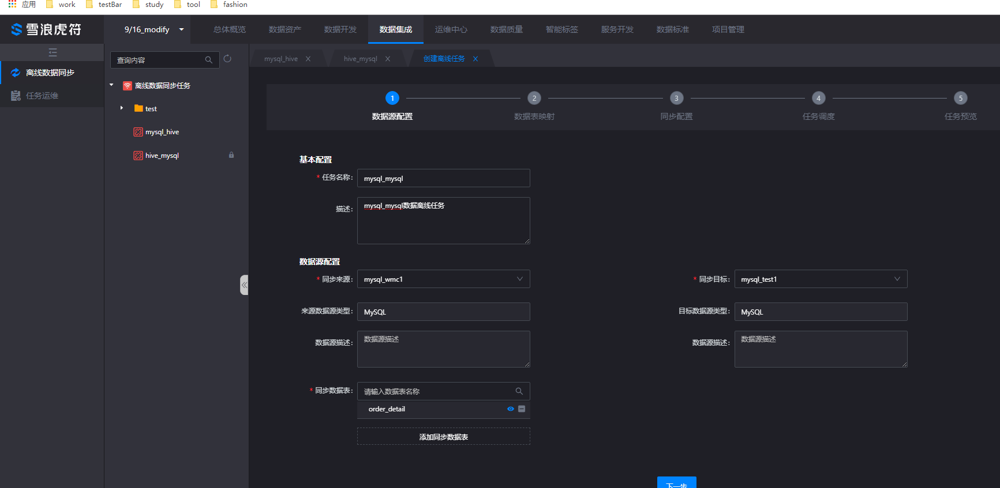 应用 work testBar study tool fashion
雪浪虎符 9/16_modify 总体概览 数据资产 数据开发 数据集成 运维中心 数据质量 智能标签 服务开发 数据标准 项目管理
离线数据同步
任务运维
查询内容
离线数据同步任务
test
mysql_hive
hive_mysql
mysql_hive hive_mysql 创建离线任务
1 2 3 4 5
数据源配置 数据表映射 同步配置 任务调度 任务预览
基本配置
* 任务名称: mysql_mysql
描述: mysql_mysql数据离线任务
数据源配置
* 同步来源: mysql_wmc1 * 同步目标: mysql_test1
来源数据源类型: MySQL 目标数据源类型: MySQL
数据源描述: 数据源描述 数据源描述: 数据源描述
* 同步数据表: 请输入数据表名称
order_detail
添加同步数据表
下一步